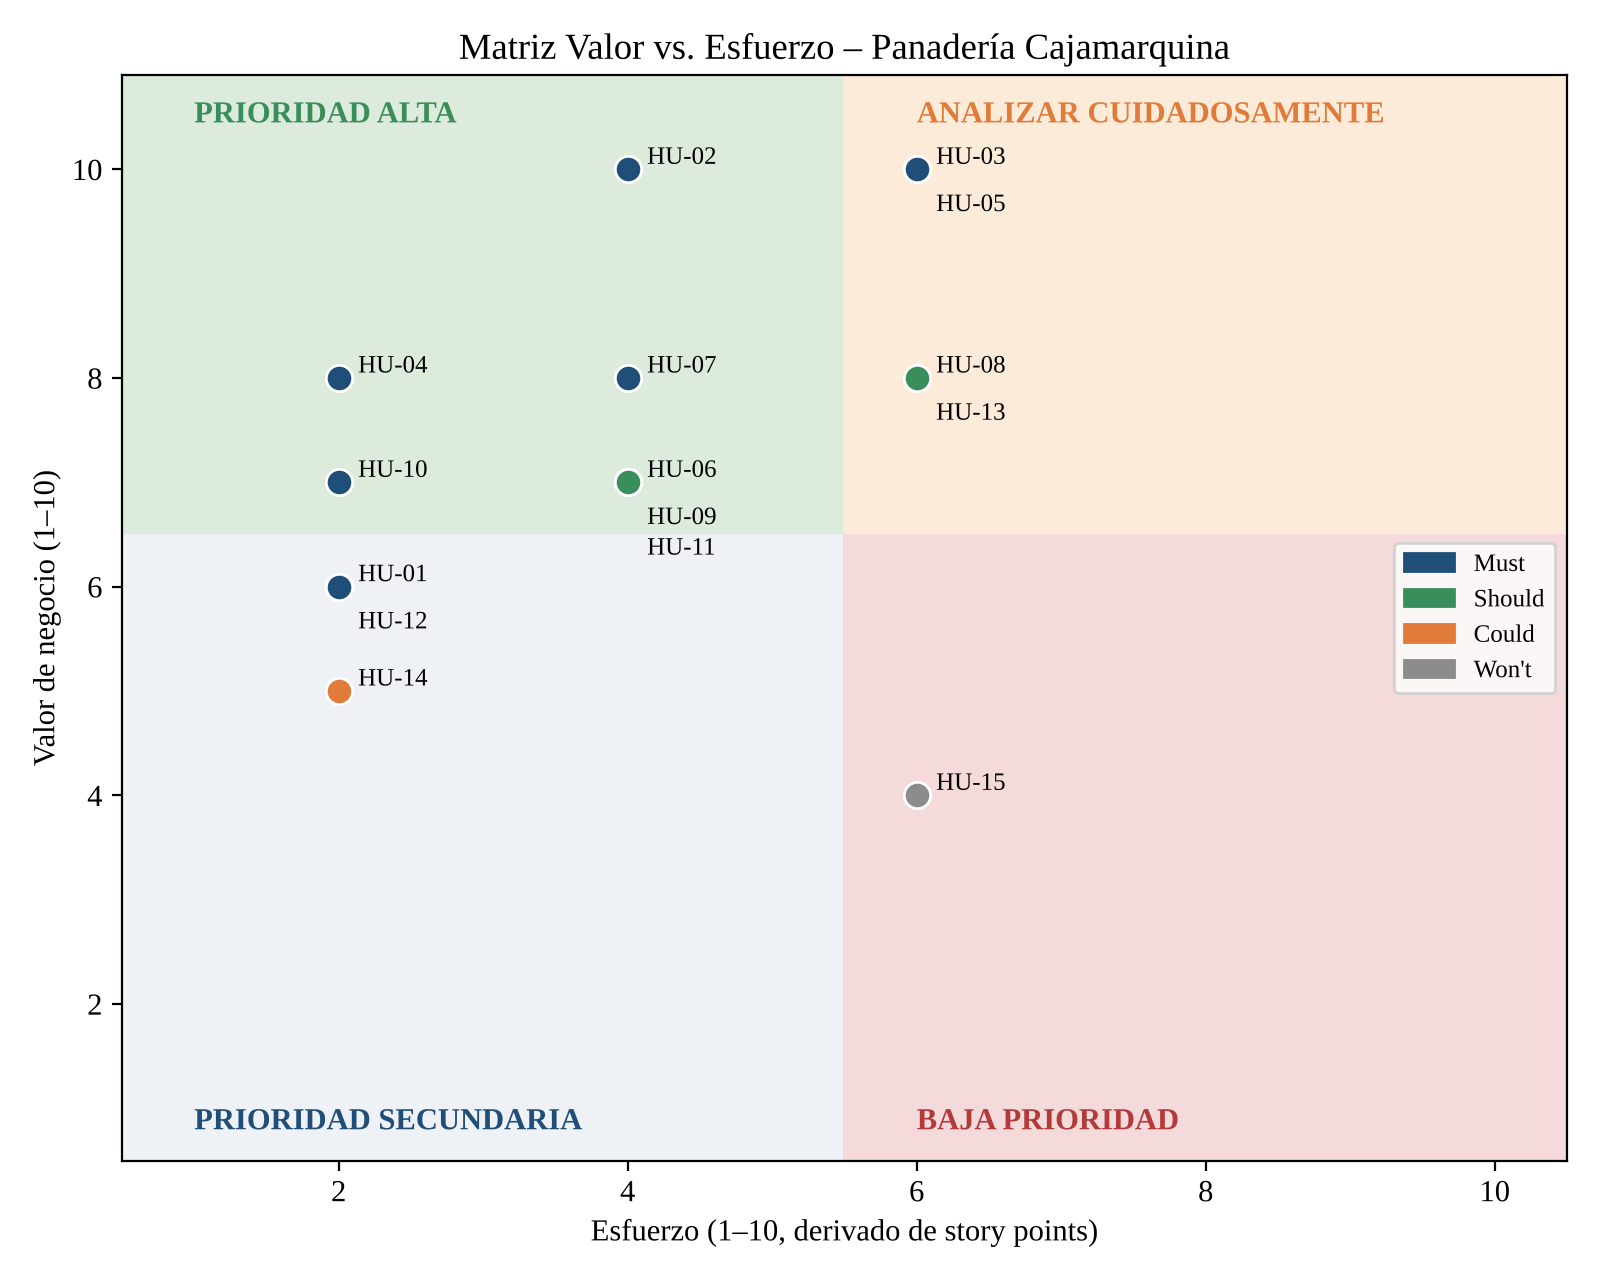 Matriz Valor vs. Esfuerzo – Panadería Cajamarquina
PRIORIDAD ALTA
ANALIZAR CUIDADOSAMENTE
HU-02
HU-03
HU-05
HU-04
HU-07
HU-08
HU-13
HU-10
HU-06
HU-09
HU-11
HU-01
HU-12
HU-14
HU-15
Must
Should
Could
Won't
PRIORIDAD SECUNDARIA
BAJA PRIORIDAD
10
8
6
4
2
Valor de negocio (1–10)
2
4
6
8
10
Esfuerzo (1–10, derivado de story points)